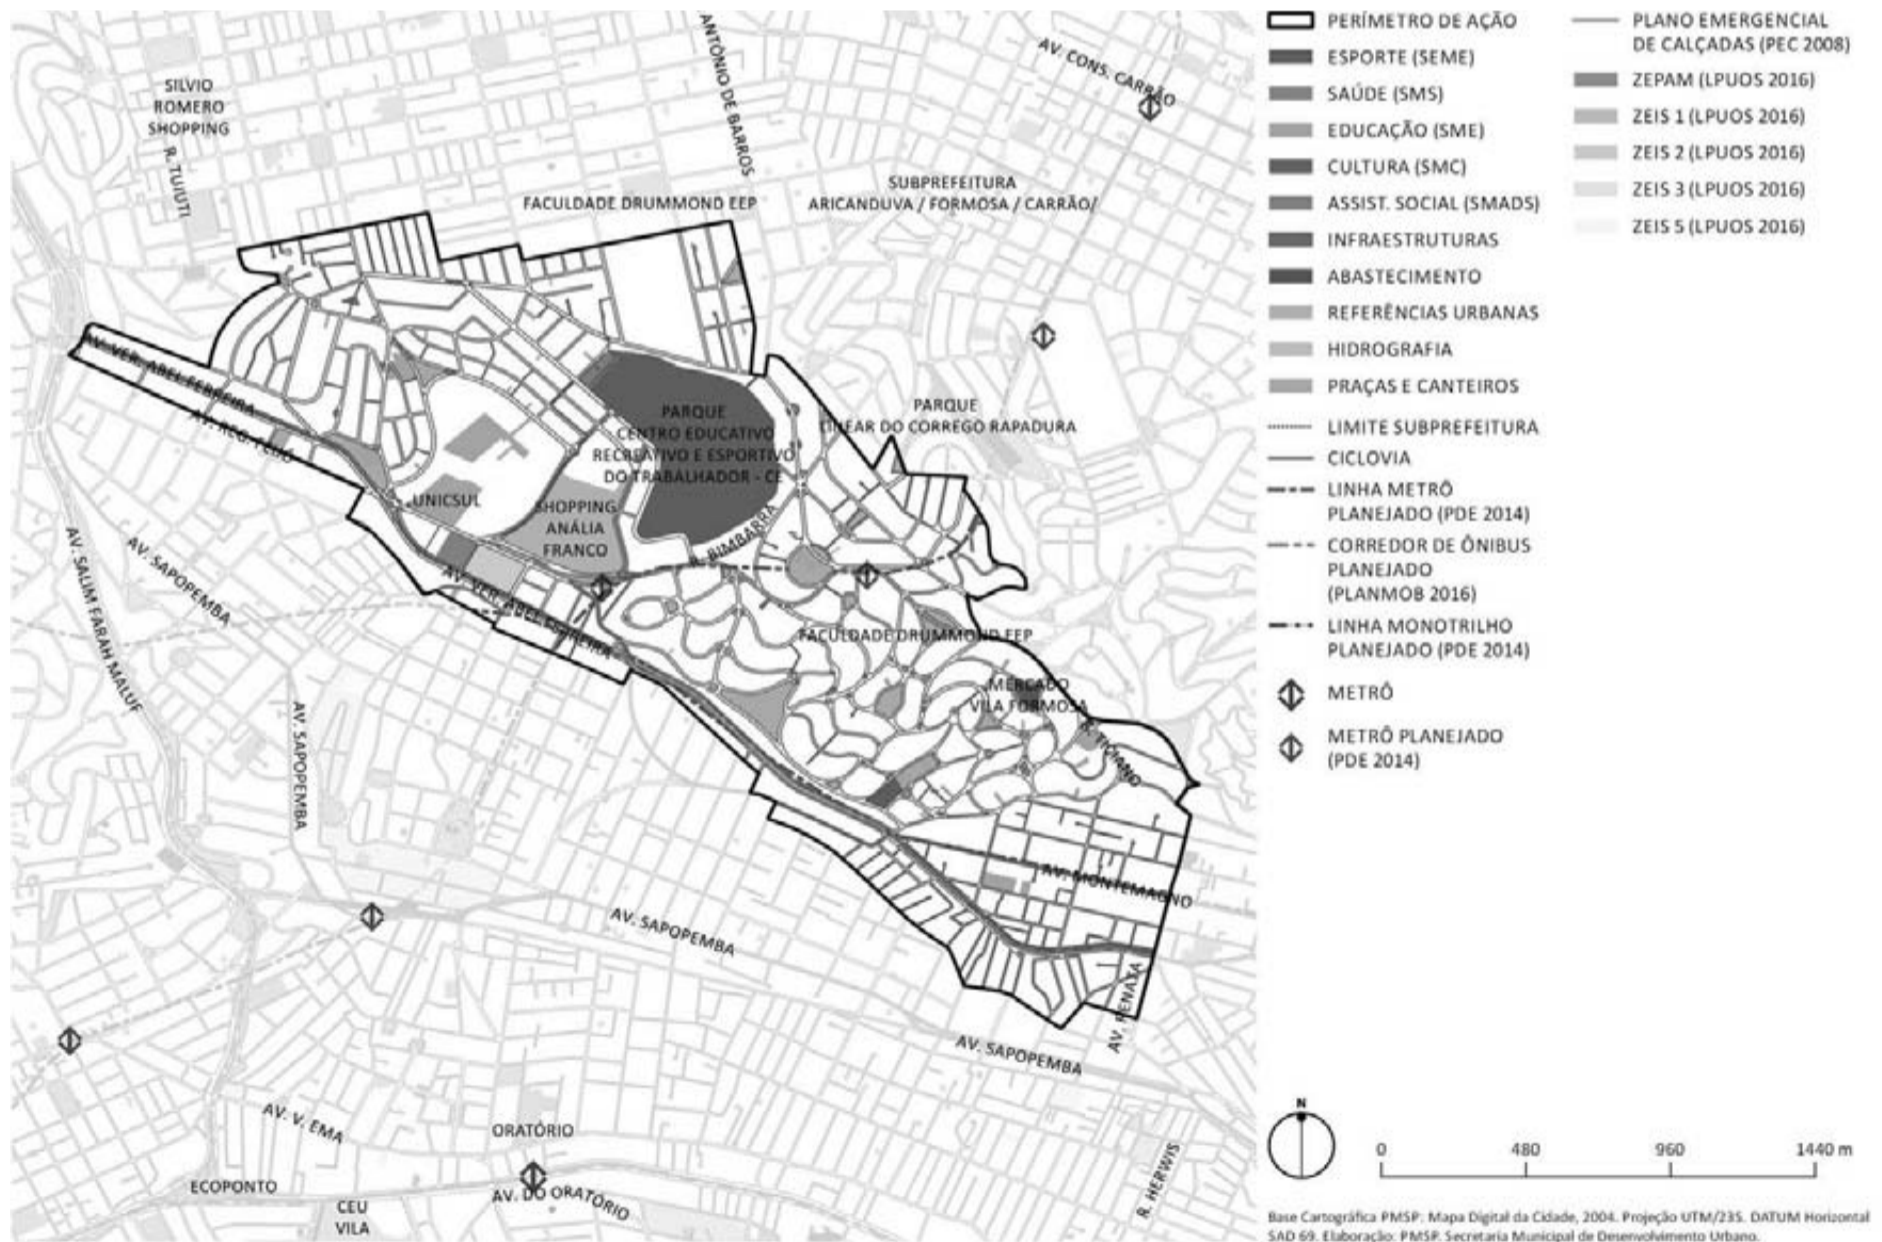 SILVIO
ROMERO
SHOPPING
R. TUIUTI
ANTÔNIO DE BARROS
AV. CONS. CARRÃO
FACULDADE DRUMMOND EEP
SUBPREFEITURA
ARICANDUVA / FORMOSA / CARRÃO/
AV. VER. ABEL FERREIRA
AV. REG. FEIJÓ
PARQUE
CENTRO EDUCATIVO
RECREATIVO E ESPORTIVO
DO TRABALHADOR - CE
PARQUE
LINEAR DO CORREGO RAPADURA
UNICSUL
SHOPPING
ANÁLIA
FRANCO
R. BIMBARRA
AV. SALIM FARAH MALUF
AV. SAPOPEMBA
AV. VER. ABEL FERREIRA
FACULDADE DRUMMOND EEP
MERCADO
VILA FORMOSA
R. TICIANO
AV. SAPOPEMBA
AV. MONTEMAGNO
AV. SAPOPEMBA
AV. RENATA
AV. SAPOPEMBA
AV. V. EMA
ORATÓRIO
ECOPONTO
CEU
VILA
AV. DO ORATÓRIO
R. HERWIS
PERÍMETRO DE AÇÃO
ESPORTE (SEME)
SAÚDE (SMS)
EDUCAÇÃO (SME)
CULTURA (SMC)
ASSIST. SOCIAL (SMADS)
INFRAESTRUTURAS
ABASTECIMENTO
REFERÊNCIAS URBANAS
HIDROGRAFIA
PRAÇAS E CANTEIROS
LIMITE SUBPREFEITURA
CICLOVIA
LINHA METRÔ
PLANEJADO (PDE 2014)
CORREDOR DE ÔNIBUS
PLANEJADO
(PLANMOB 2016)
LINHA MONOTRILHO
PLANEJADO (PDE 2014)
METRÔ
METRÔ PLANEJADO
(PDE 2014)
PLANO EMERGENCIAL
DE CALÇADAS (PEC 2008)
ZEPAM (LPUOS 2016)
ZEIS 1 (LPUOS 2016)
ZEIS 2 (LPUOS 2016)
ZEIS 3 (LPUOS 2016)
ZEIS 5 (LPUOS 2016)
N
0 480 960 1440 m
Base Cartográfica PMSP: Mapa Digital da Cidade, 2004. Projeção UTM/23S. DATUM Horizontal
SAD 69. Elaboração: PMSP. Secretaria Municipal de Desenvolvimento Urbano.